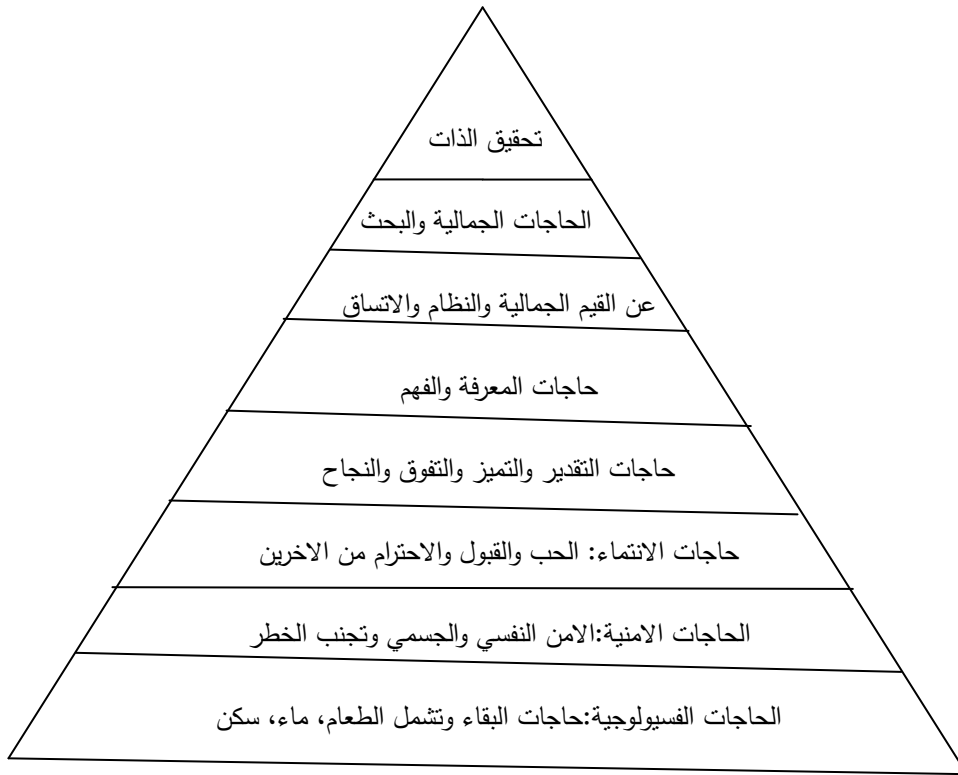 تحقيق الذات
الحاجات الجمالية والبحث
عن القيم الجمالية والنظام والاتساق
حاجات المعرفة والفهم
حاجات التقدير والتميز والتفوق والنجاح
حاجات الانتماء: الحب والقبول والاحترام من الاخرين
الحاجات الامنية:الامن النفسي والجسمي وتجنب الخطر
الحاجات الفسيولوجية:حاجات البقاء وتشمل الطعام، ماء، سكن